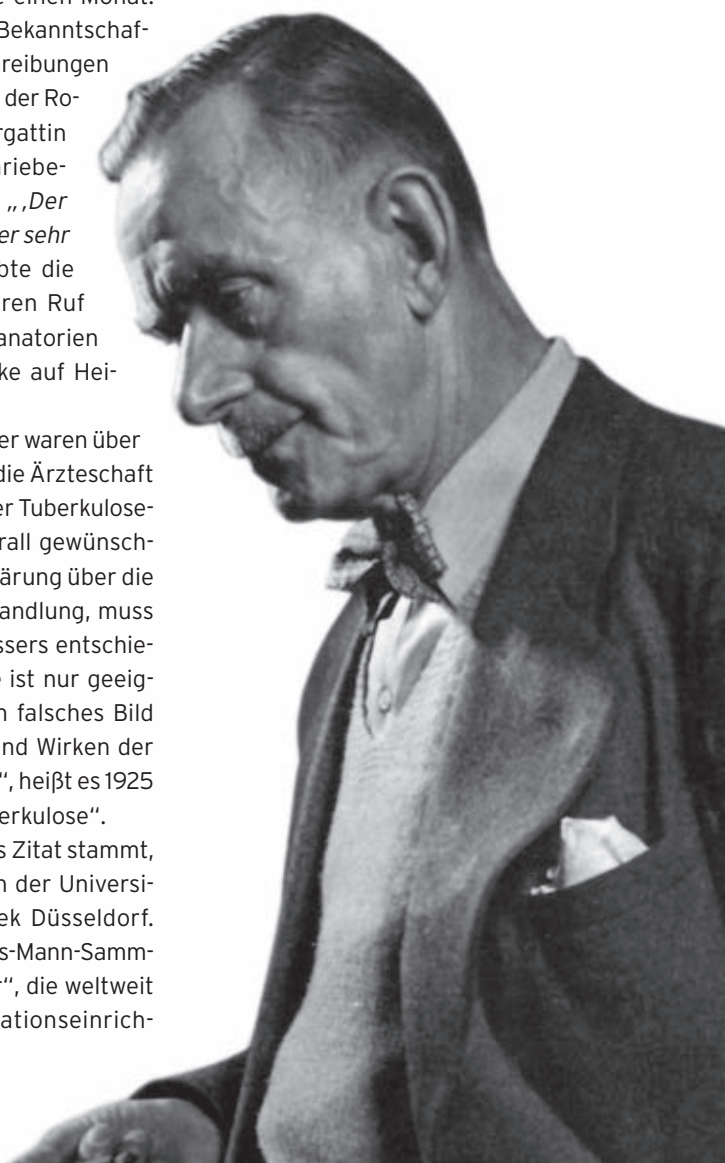 e einen Monat.
Bekanntschaf-
reibungen
der Ro-
rgattin
riebe-
„‚Der
er sehr
bte die
ren Ruf
anatorien
ke auf Hei-
er waren über
die Ärzteschaft
er Tuberkulose-
rall gewünsch-
ärung über die
andlung, muss
ssers entschie-
e ist nur geeig-
n falsches Bild
nd Wirken der
“, heißt es 1925
erkulose“.
s Zitat stammt,
n der Universi-
ek Düsseldorf.
s-Mann-Samm-
r“, die weltweit
ationseinrich-